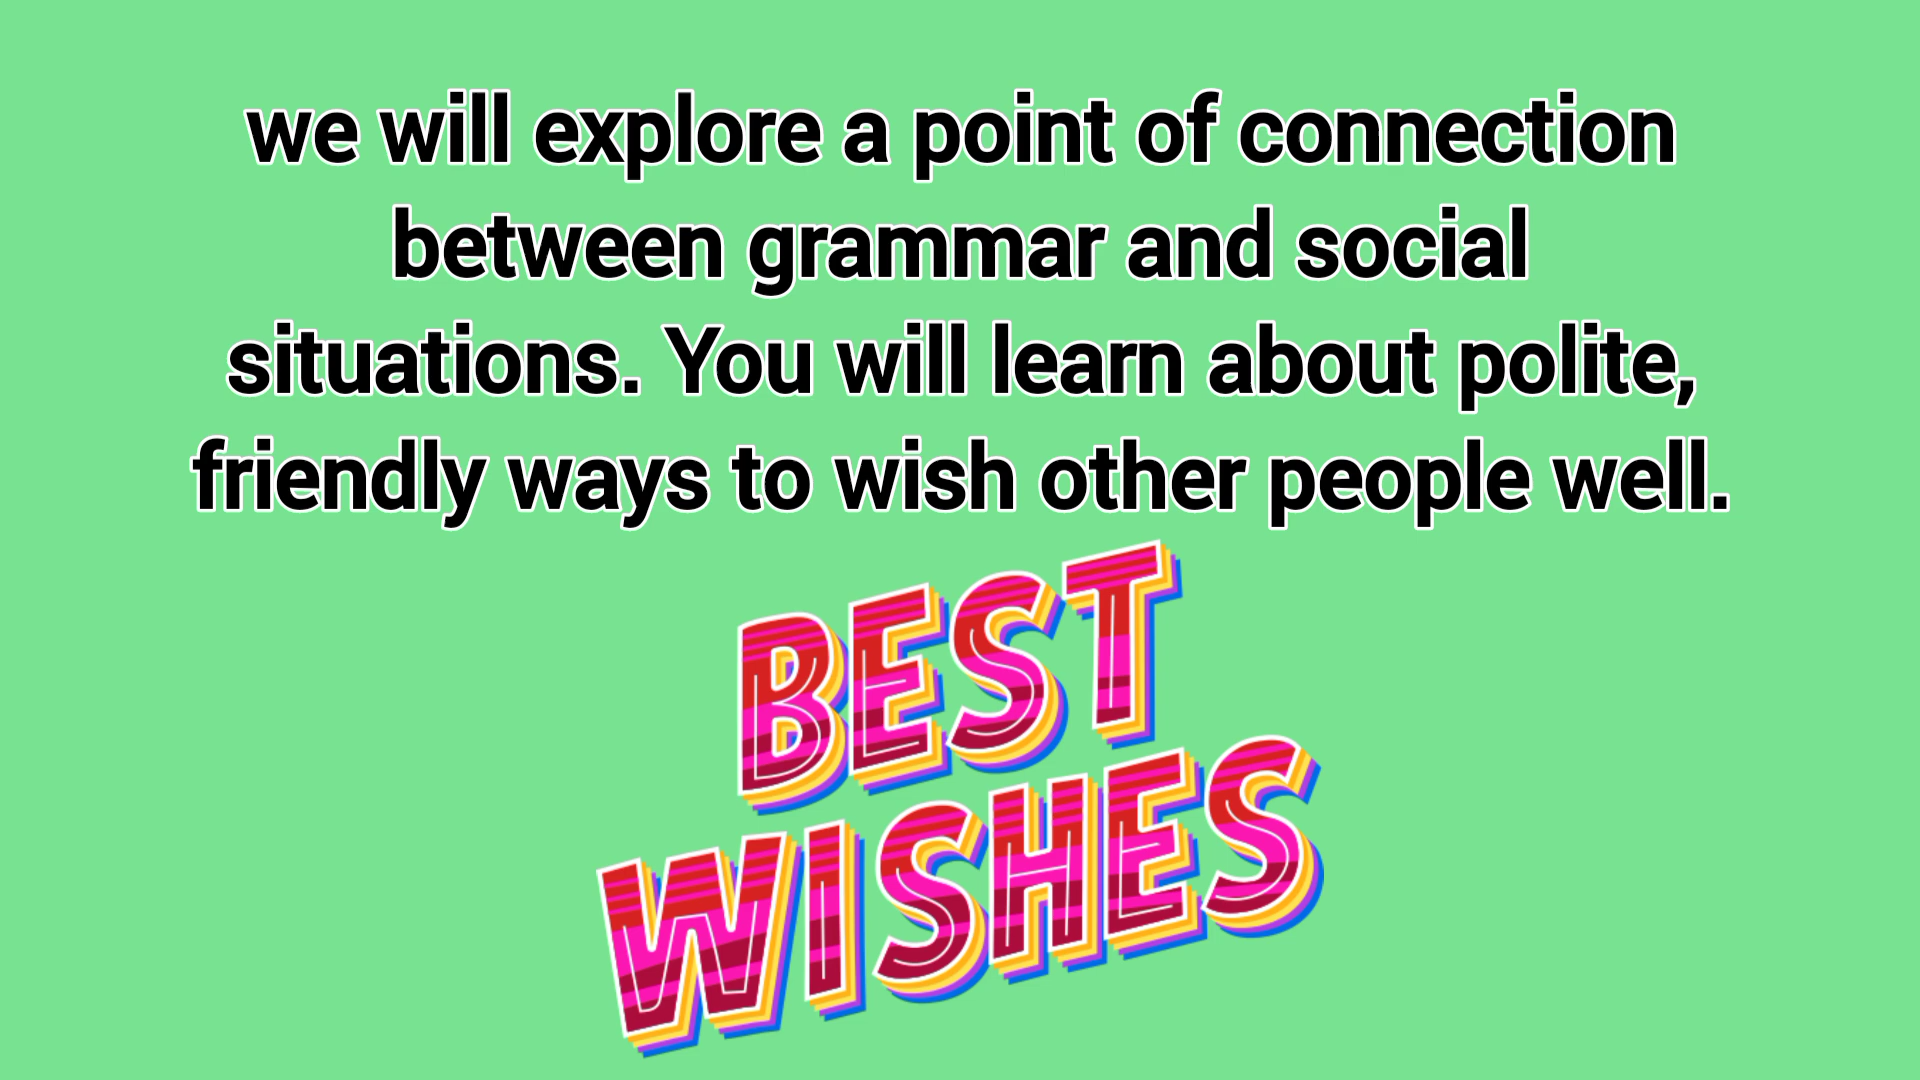 we will explore a point of connection
between grammar and social
situations. You will learn about polite,
friendly ways to wish other people well.
BEST
WISHES